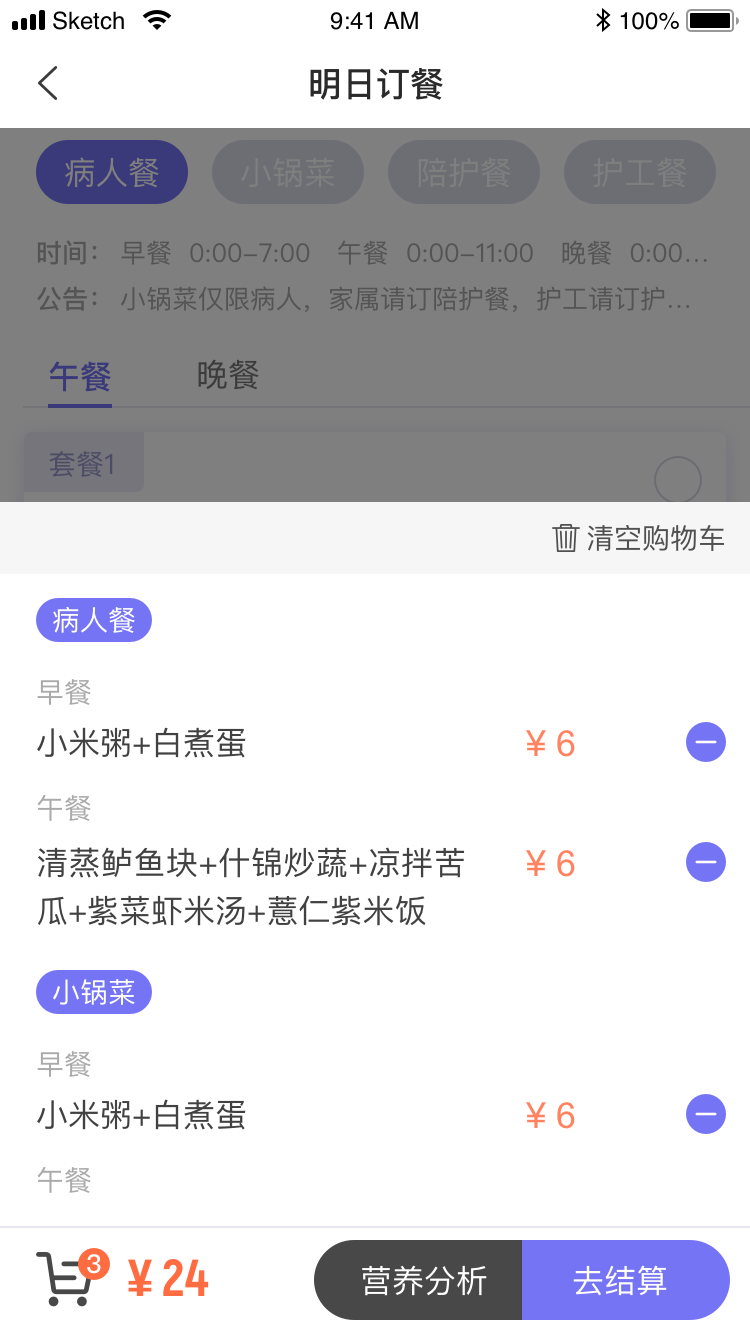 Sketch 9:41 AM 100%
明日订餐
病人餐 小锅菜 陪护餐 护工餐
时间： 早餐 0:00-7:00 午餐 0:00-11:00 晚餐 0:00...
公告： 小锅菜仅限病人，家属请订陪护餐，护工请订护...
午餐 晚餐
套餐1
清空购物车
病人餐
早餐
小米粥+白煮蛋 ¥ 6
午餐
清蒸鲈鱼块+什锦炒蔬+凉拌苦 ¥ 6
瓜+紫菜虾米汤+薏仁紫米饭
小锅菜
早餐
小米粥+白煮蛋 ¥ 6
午餐
3 ¥ 24 营养分析 去结算